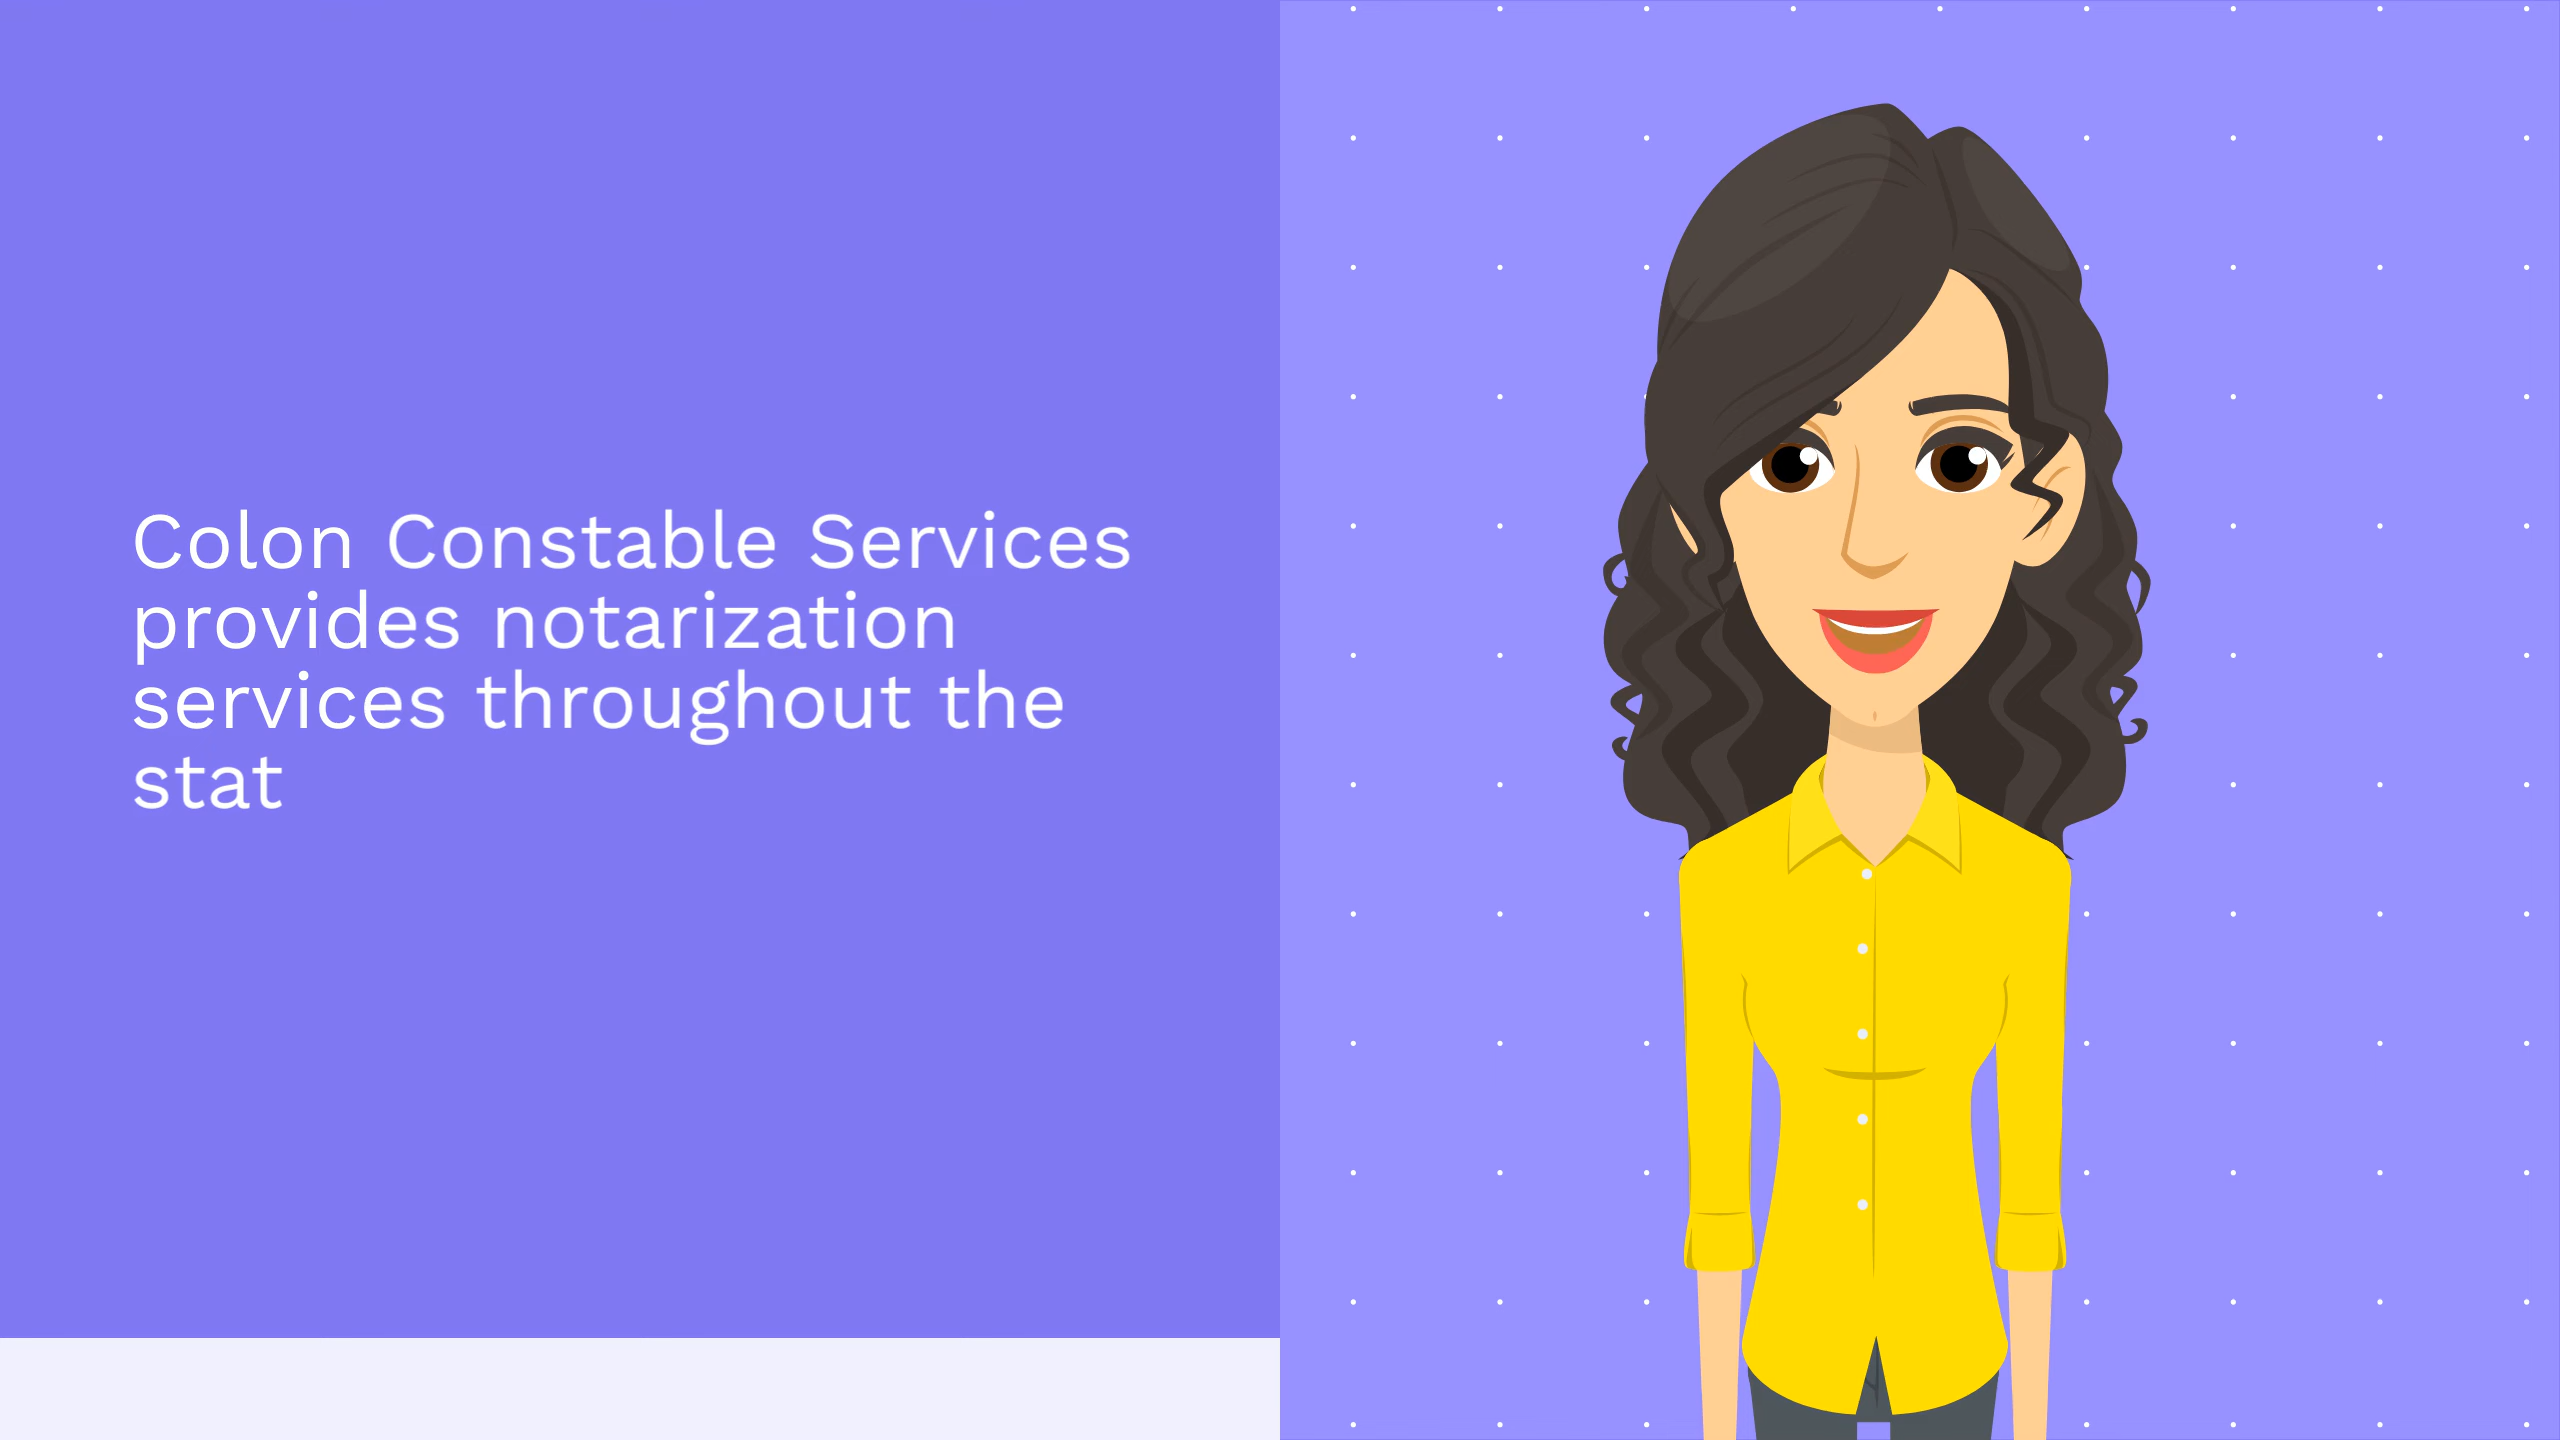 Colon Constable Services
provides notarization
services throughout the
stat